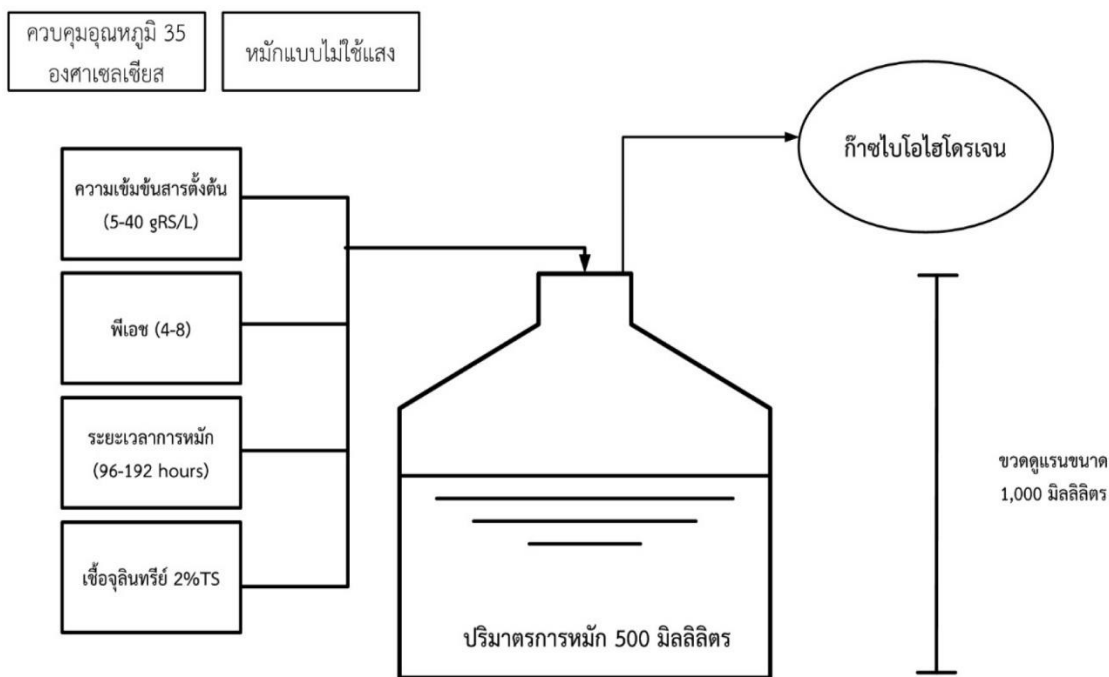 ควบคุมอุณหภูมิ 35
องศาเซลเซียส
หมักแบบไม่ใช้แสง
ก๊าซไบโอไฮโดรเจน
ความเข้มข้นสารตั้งต้น
(5-40 gRS/L)
พีเอช (4-8)
ระยะเวลาการหมัก
(96-192 hours)
เชื้อจุลินทรีย์ 2%TS
ปริมาตรการหมัก 500 มิลลิลิตร
ขวดดูแรนขนาด
1,000 มิลลิลิตร